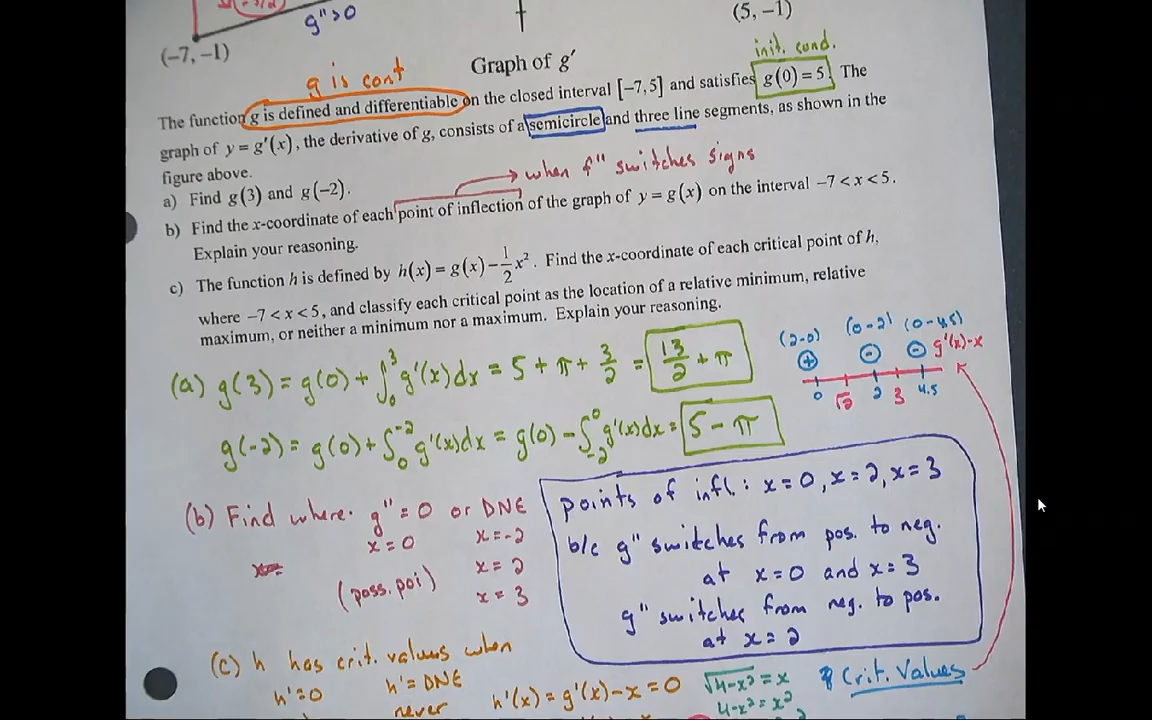 g">0
(-7, -1)
(5, -1)
init. cond.
g is cont
Graph of g′
The function g is defined and differentiable on the closed interval [-7,5] and satisfies g(0) = 5. The
graph of y = g′(x), the derivative of g, consists of a semicircle and three line segments, as shown in the
figure above.
when f" switches signs
a) Find g(3) and g(-2).
b) Find the x-coordinate of each point of inflection of the graph of y = g(x) on the interval -7 < x < 5.
Explain your reasoning.
c) The function h is defined by h(x) = g(x) - 1/2 x². Find the x-coordinate of each critical point of h,
where -7 < x < 5, and classify each critical point as the location of a relative minimum, relative
maximum, or neither a minimum nor a maximum. Explain your reasoning.
(2-0) (0-2) (0-4.5)
+ - - g'(x)-x
0 √2 2 3 4.5
(a) g(3) = g(0) + ∫₀³ g'(x)dx = 5 + π + 3/2 = 13/2 + π
g(-2) = g(0) + ∫₀⁻² g'(x)dx = g(0) - ∫₋₂⁰ g'(x)dx = 5 - π
(b) Find where. g" = 0 or DNE
x=0 x=-2
(poss. poi) x=2
x=3
points of infl.: x=0, x=2, x=3
b/c g" switches from pos. to neg.
at x=0 and x=3
g" switches from neg. to pos.
at x=2
(c) h has crit. values when
h'=0 h'=DNE
never
h'(x) = g'(x)-x = 0
√4-x² = x
4-x² = x²
Crit. Values